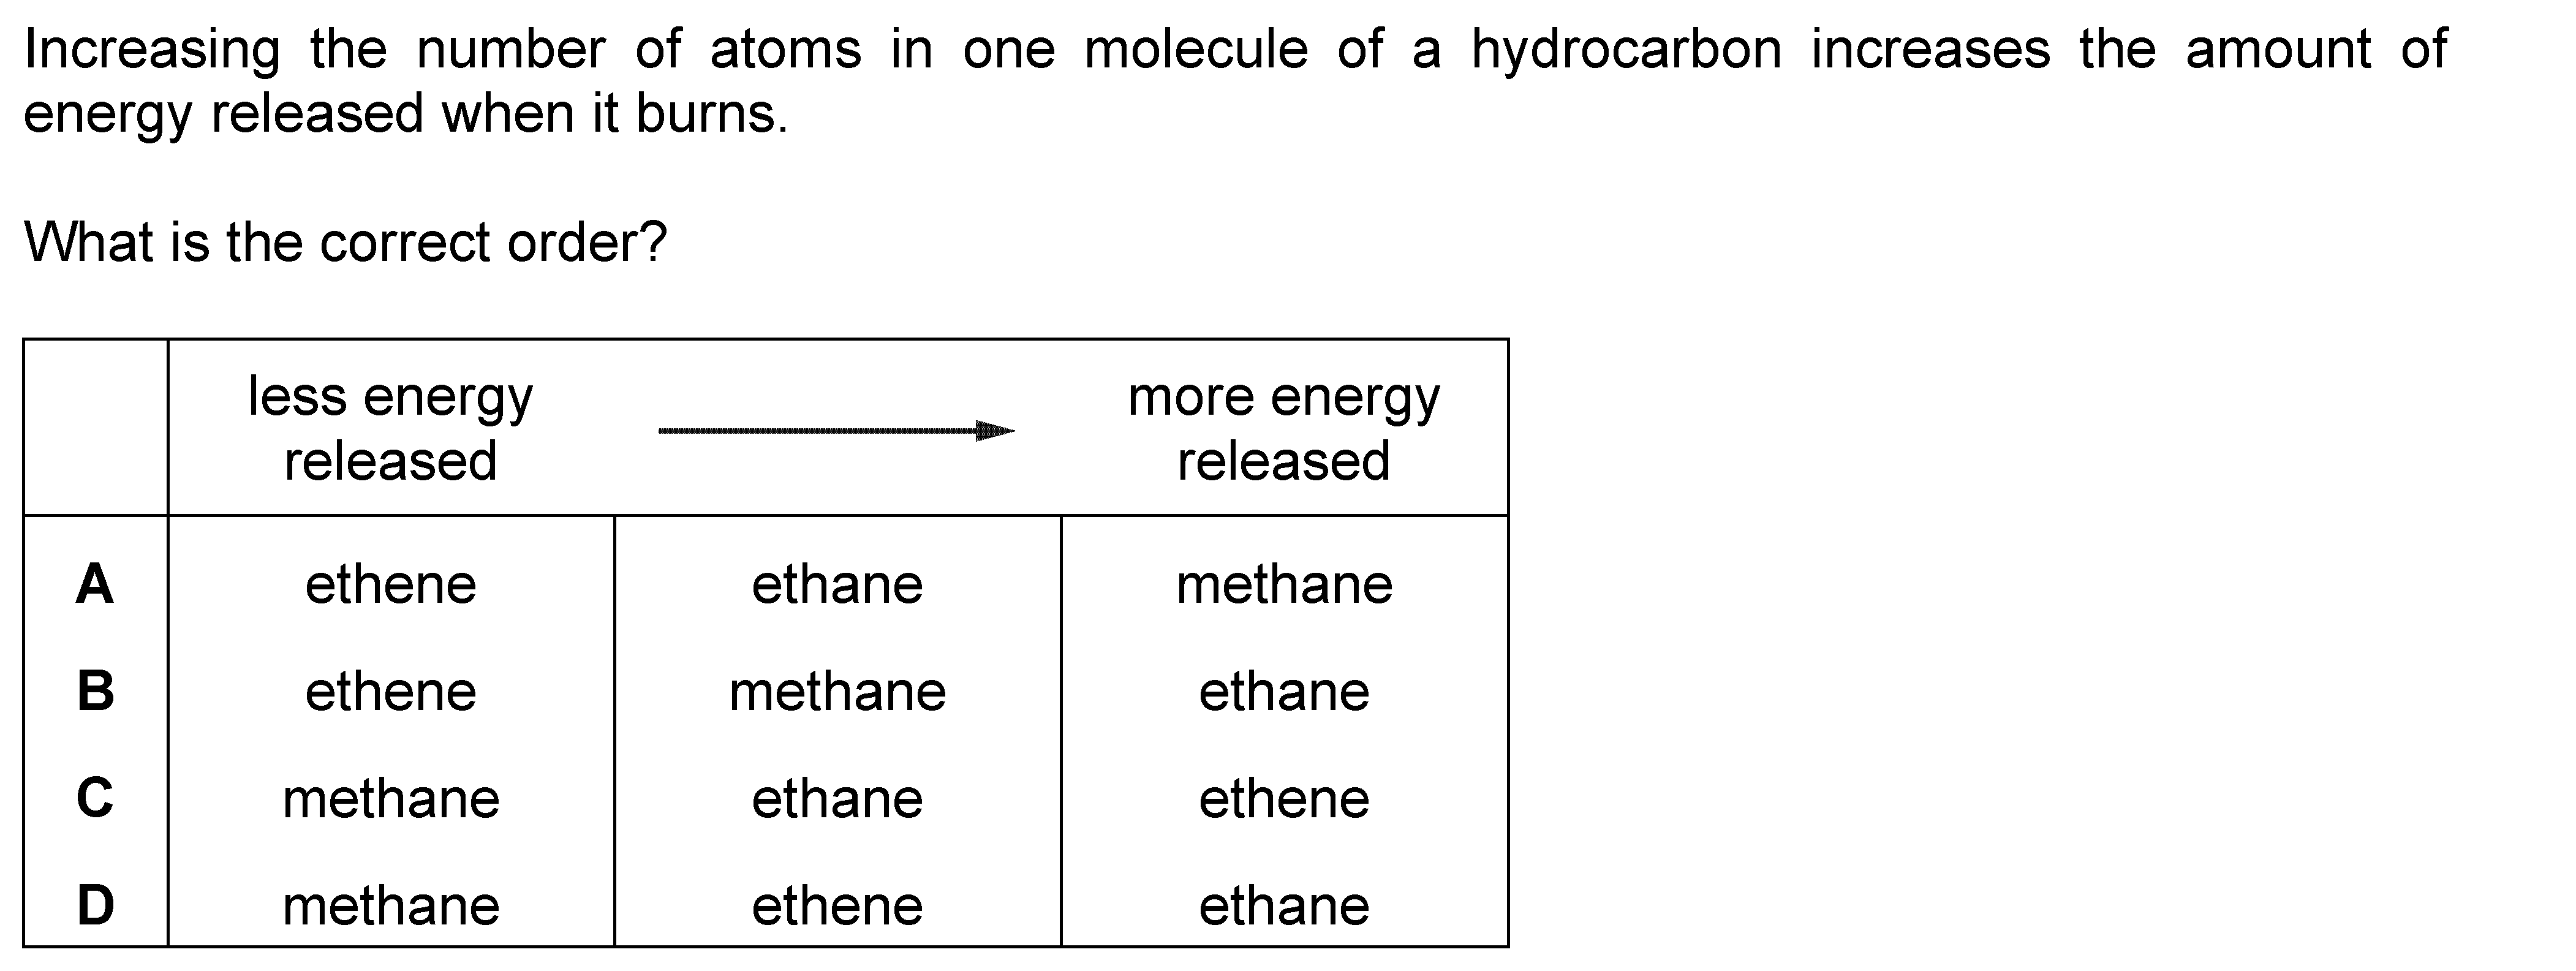 Increasing the number of atoms in one molecule of a hydrocarbon increases the amount of
energy released when it burns.
What is the correct order?
less energy more energy
released released
A ethene ethane methane
B ethene methane ethane
C methane ethane ethene
D methane ethene ethane